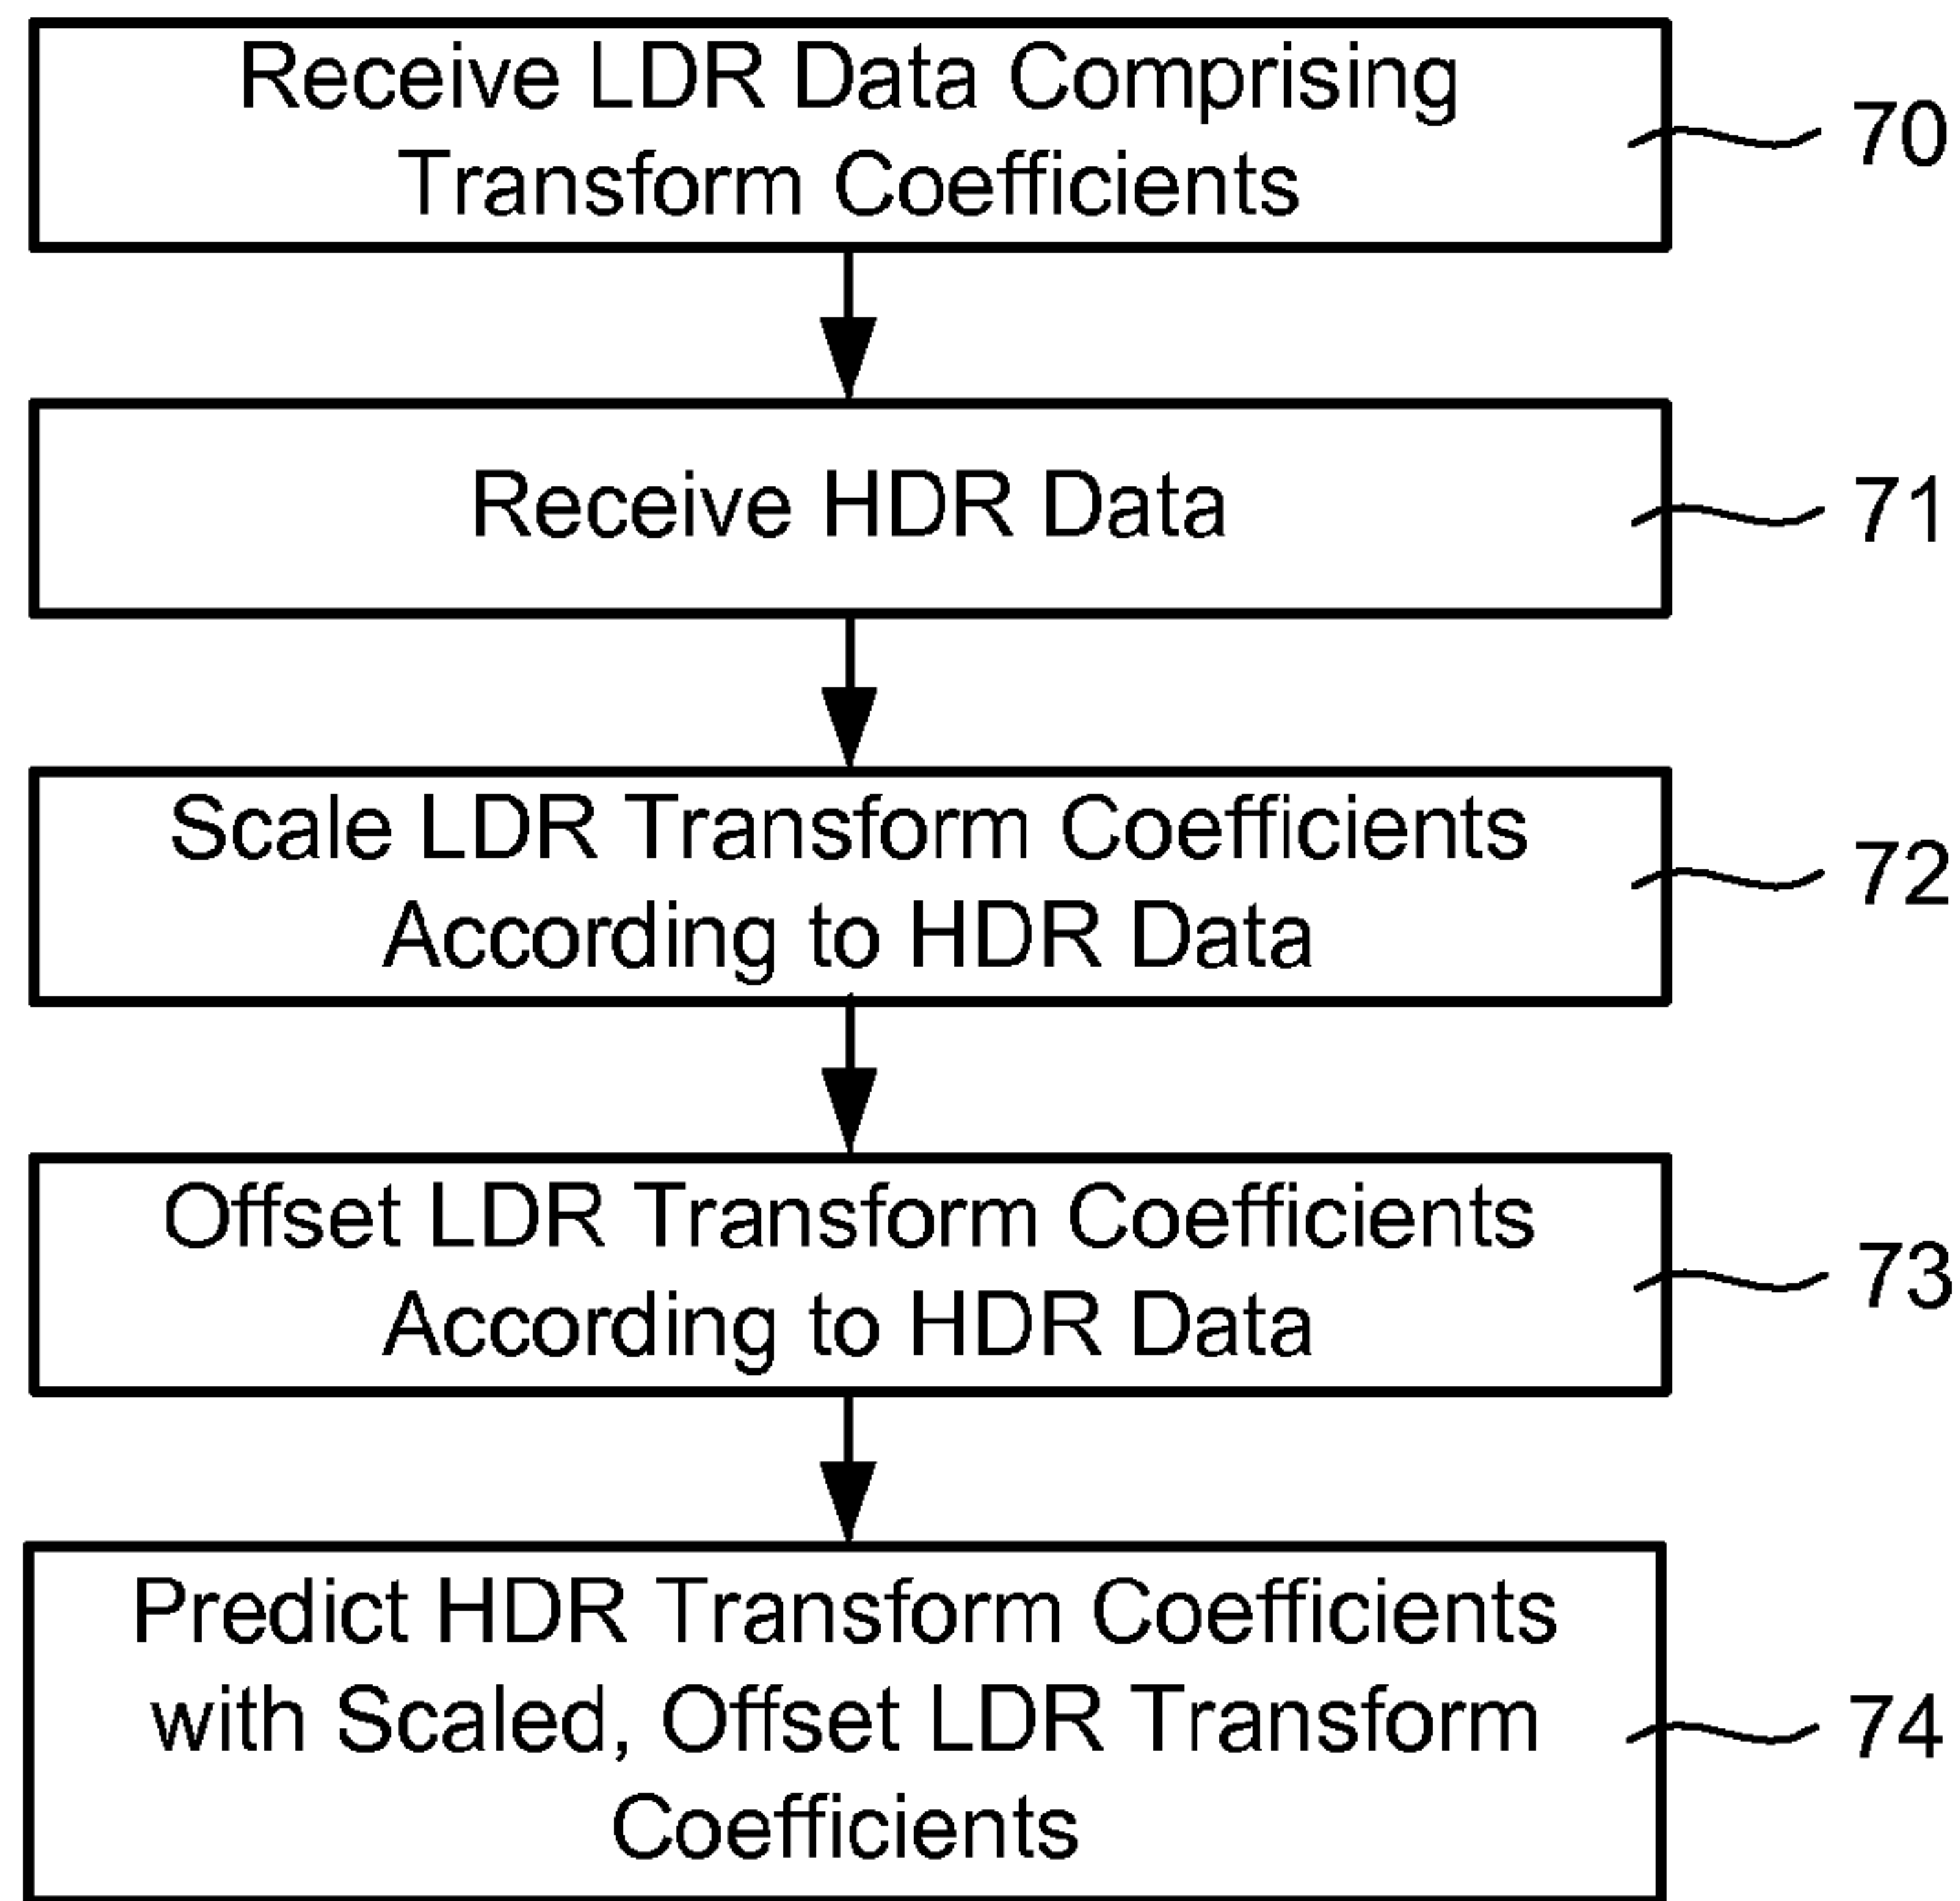 Receive LDR Data Comprising
Transform Coefficients
70
Receive HDR Data
71
Scale LDR Transform Coefficients
According to HDR Data
72
Offset LDR Transform Coefficients
According to HDR Data
73
Predict HDR Transform Coefficients
with Scaled, Offset LDR Transform
Coefficients
74